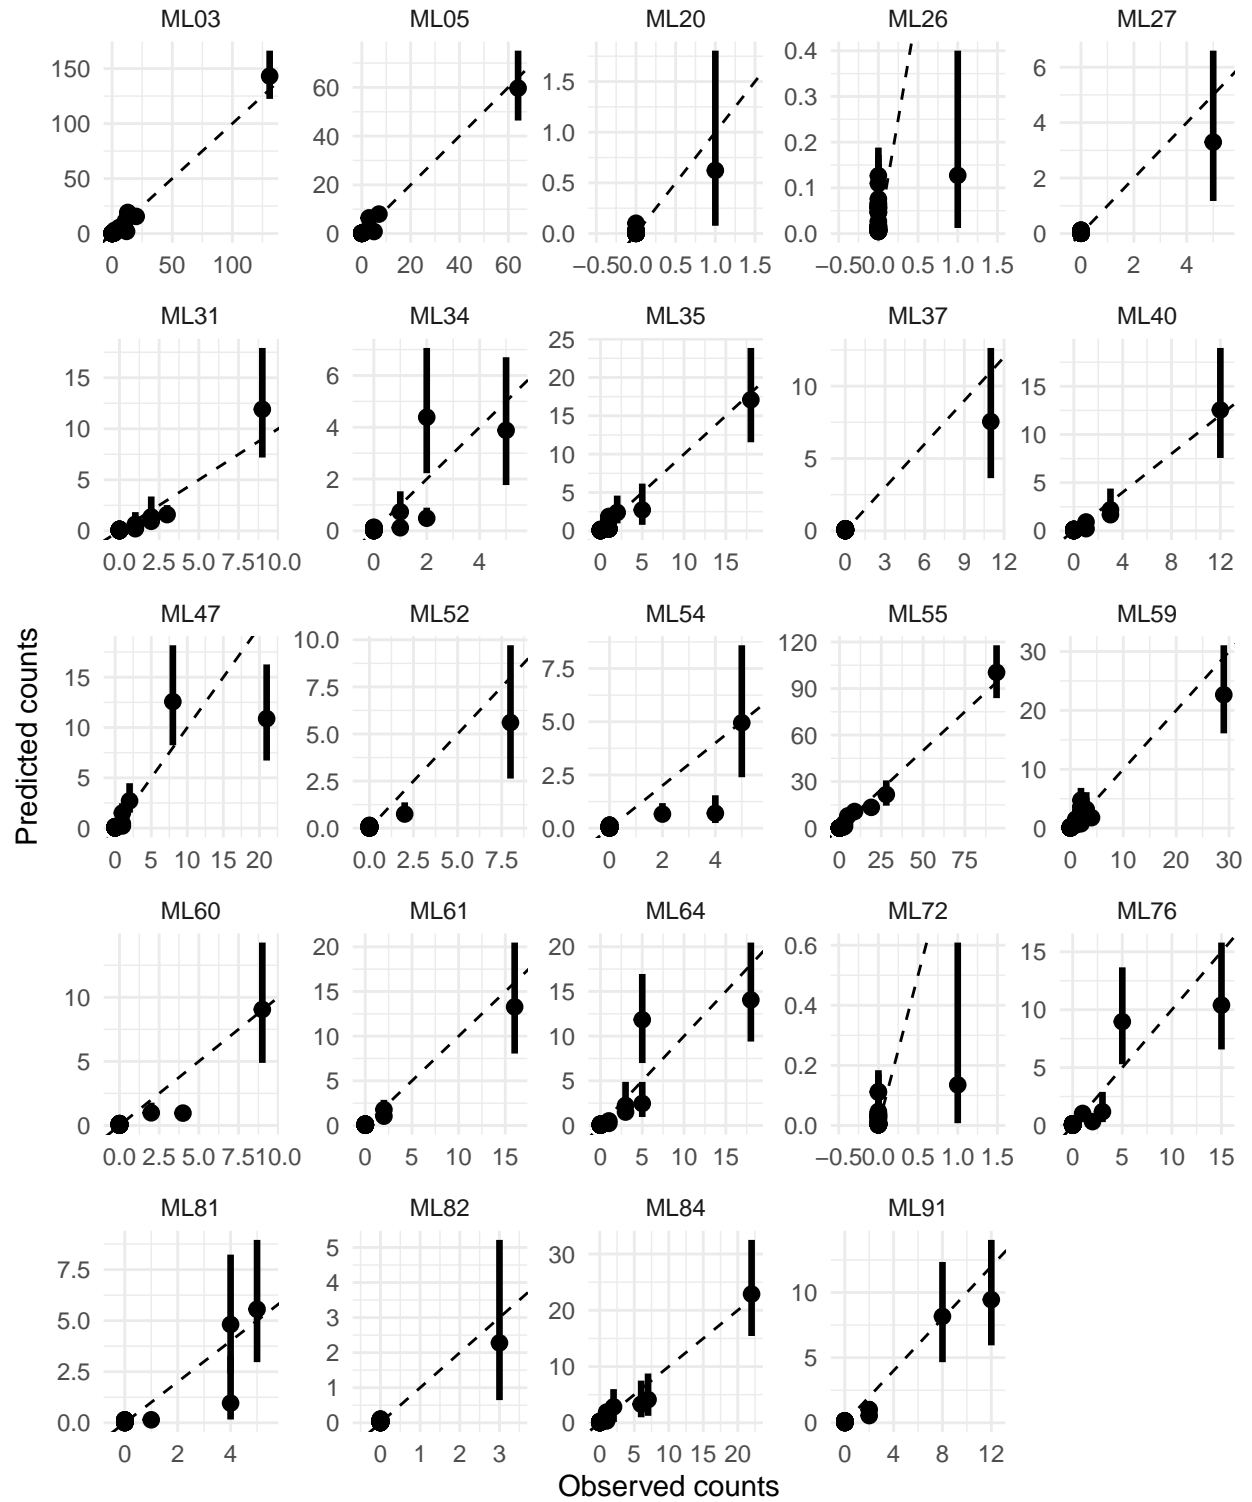 ML03 ML05 ML20 ML26 ML27
150 100 50 0
0 50 100
60 40 20 0
0 20 40 60
1.5 1.0 0.5 0.0
−0.5 0.0 0.5 1.0 1.5
0.4 0.3 0.2 0.1 0.0
−0.5 0.0 0.5 1.0 1.5
6 4 2 0
0 2 4
ML31 ML34 ML35 ML37 ML40
15 10 5 0
0.0 2.5 5.0 7.5 10.0
6 4 2 0
0 2 4
25 20 15 10 5 0
0 5 10 15
10 5 0
0 3 6 9 12
15 10 5 0
0 4 8 12
Predicted counts
ML47 ML52 ML54 ML55 ML59
15 10 5 0
0 5 10 15 20
10.0 7.5 5.0 2.5 0.0
0.0 2.5 5.0 7.5
7.5 5.0 2.5 0.0
0 2 4
120 90 60 30 0
0 25 50 75
30 20 10 0
0 10 20 30
ML60 ML61 ML64 ML72 ML76
10 5 0
0.0 2.5 5.0 7.5 10.0
20 15 10 5 0
0 5 10 15
20 15 10 5 0
0 5 10 15
0.6 0.4 0.2 0.0
−0.5 0.0 0.5 1.0 1.5
15 10 5 0
0 5 10 15
ML81 ML82 ML84 ML91
7.5 5.0 2.5 0.0
0 2 4
5 4 3 2 1 0
0 1 2 3
30 20 10 0
0 5 10 15 20
10 5 0
0 4 8 12
Observed counts